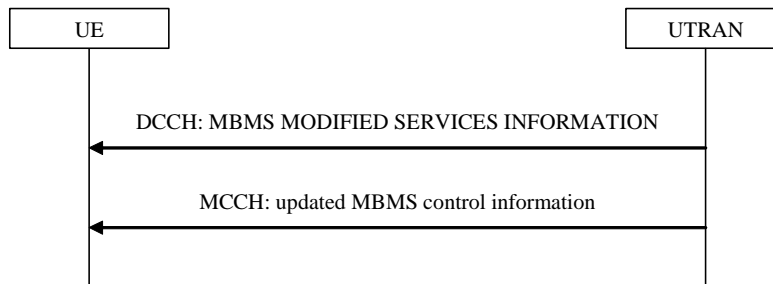 UE
UTRAN
DCCH: MBMS MODIFIED SERVICES INFORMATION
MCCH: updated MBMS control information